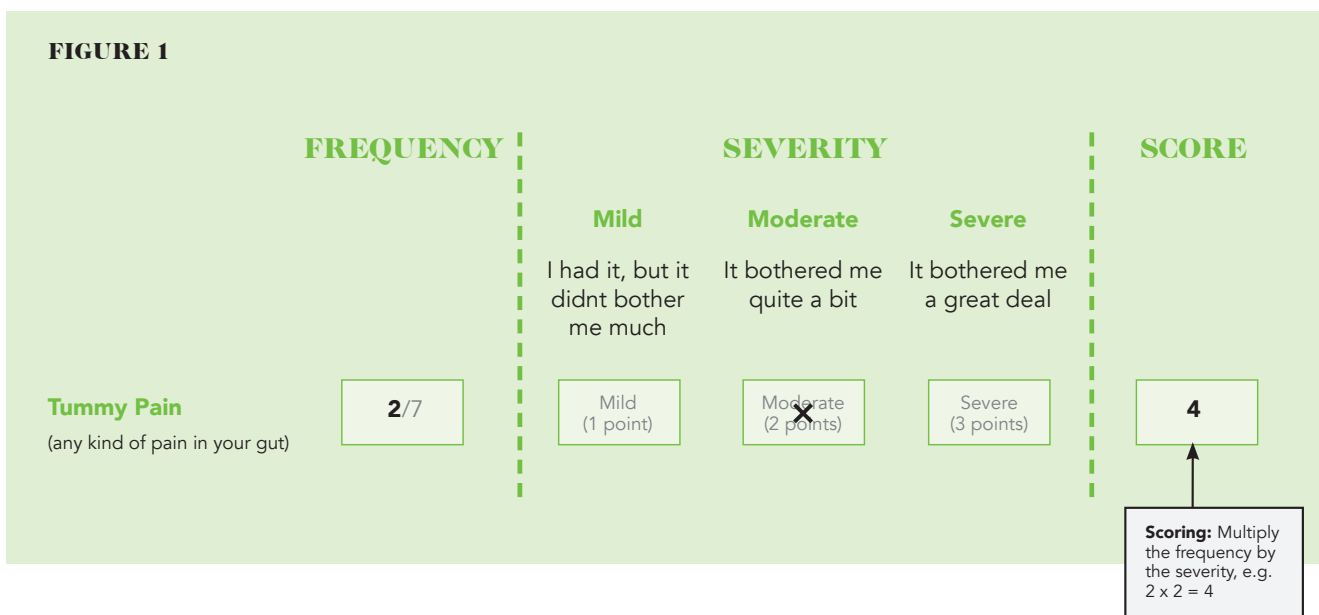 FIGURE 1
FREQUENCY
SEVERITY
SCORE
Mild
Moderate
Severe
I had it, but it
didnt bother
me much
It bothered me
quite a bit
It bothered me
a great deal
Tummy Pain
(any kind of pain in your gut)
2/7
Mild
(1 point)
Moderate
(2 points)
Severe
(3 points)
4
Scoring: Multiply
the frequency by
the severity, e.g.
2 x 2 = 4